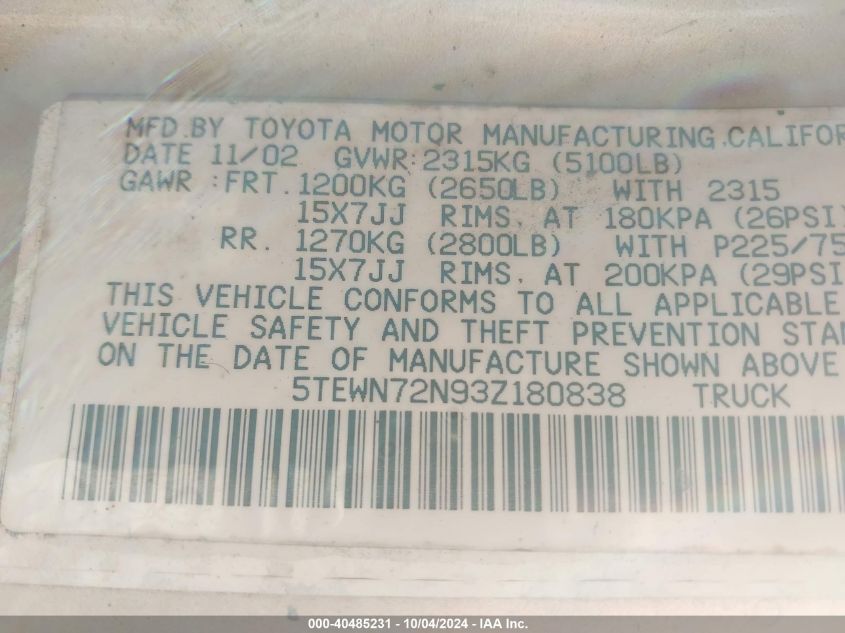 MFD.BY TOYOTA MOTOR MANUFACTURING.CALIFOR
DATE 11/02 GVWR:2315KG (5100LB)
GAWR :FRT.1200KG (2650LB) WITH 2315
15X7JJ RIMS. AT 180KPA (26PSI)
RR. 1270KG (2800LB) WITH P225/75
15X7JJ RIMS. AT 200KPA (29PSI
THIS VEHICLE CONFORMS TO ALL APPLICABLE
VEHICLE SAFETY AND THEFT PREVENTION STAN
ON THE DATE OF MANUFACTURE SHOWN ABOVE
5TEWN72N93Z180838 TRUCK
000-40485231 - 10/04/2024 - IAA Inc.